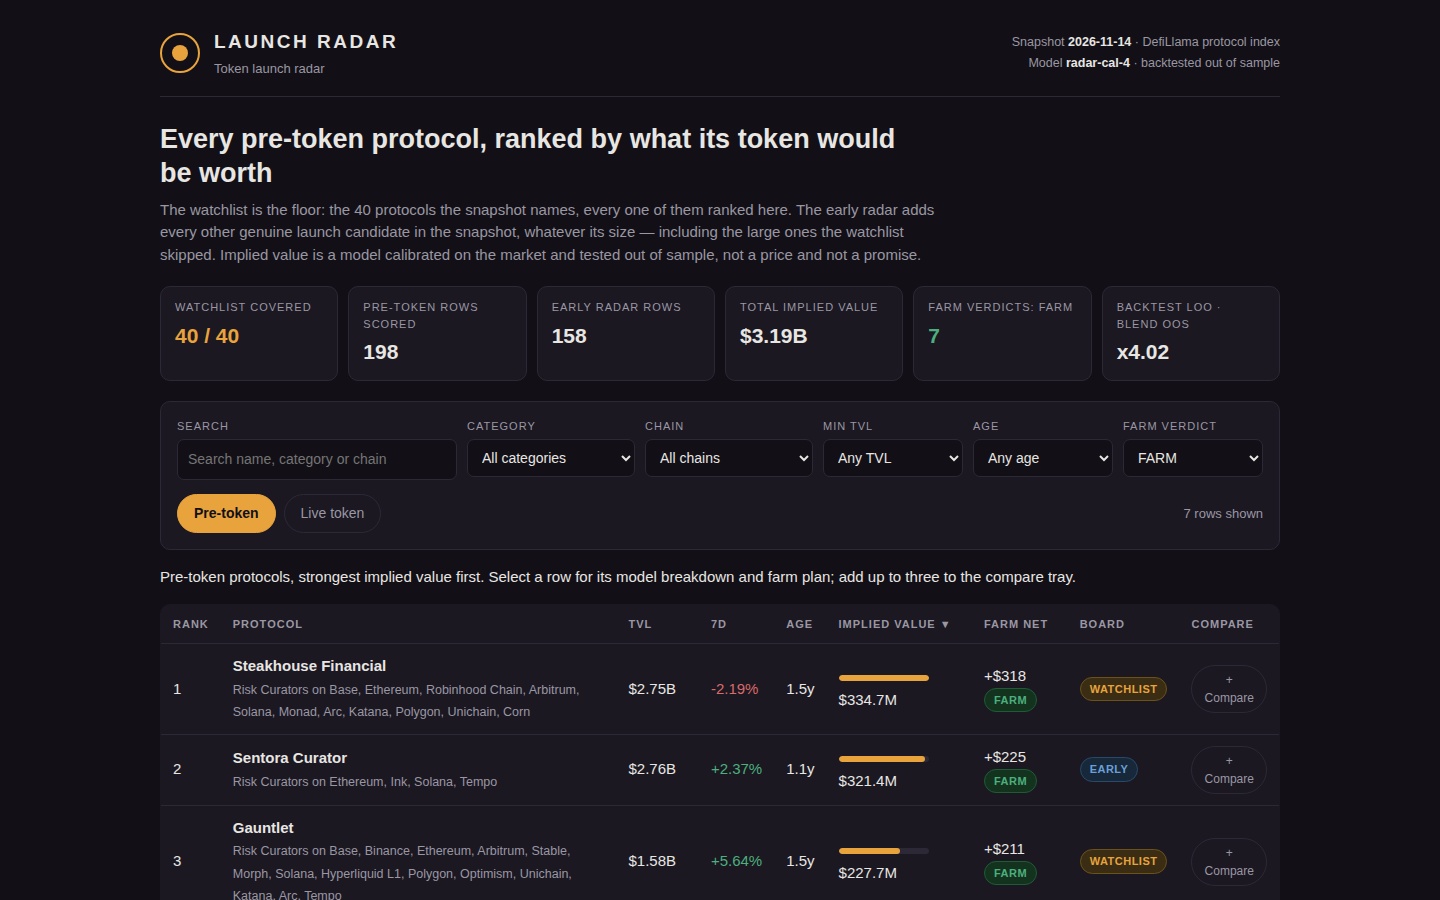 LAUNCH RADAR
Token launch radar
Snapshot 2026-11-14 · DefiLlama protocol index
Model radar-cal-4 · backtested out of sample
Every pre-token protocol, ranked by what its token would
be worth
The watchlist is the floor: the 40 protocols the snapshot names, every one of them ranked here. The early radar adds
every other genuine launch candidate in the snapshot, whatever its size — including the large ones the watchlist
skipped. Implied value is a model calibrated on the market and tested out of sample, not a price and not a promise.
WATCHLIST COVERED
40 / 40
PRE-TOKEN ROWS
SCORED
198
EARLY RADAR ROWS
158
TOTAL IMPLIED VALUE
$3.19B
FARM VERDICTS: FARM
7
BACKTEST LOO ·
BLEND OOS
x4.02
SEARCH
Search name, category or chain
CATEGORY
All categories
CHAIN
All chains
MIN TVL
Any TVL
AGE
Any age
FARM VERDICT
FARM
Pre-token
Live token
7 rows shown
Pre-token protocols, strongest implied value first. Select a row for its model breakdown and farm plan; add up to three to the compare tray.
RANK PROTOCOL TVL 7D AGE IMPLIED VALUE ▼ FARM NET BOARD COMPARE
1
Steakhouse Financial
Risk Curators on Base, Ethereum, Robinhood Chain, Arbitrum,
Solana, Monad, Arc, Katana, Polygon, Unichain, Corn
$2.75B
-2.19%
1.5y
$334.7M
+$318
FARM
WATCHLIST
+
Compare
2
Sentora Curator
Risk Curators on Ethereum, Ink, Solana, Tempo
$2.76B
+2.37%
1.1y
$321.4M
+$225
FARM
EARLY
+
Compare
3
Gauntlet
Risk Curators on Base, Binance, Ethereum, Arbitrum, Stable,
Morph, Solana, Hyperliquid L1, Polygon, Optimism, Unichain,
Katana, Arc, Tempo
$1.58B
+5.64%
1.5y
$227.7M
+$211
FARM
WATCHLIST
+
Compare